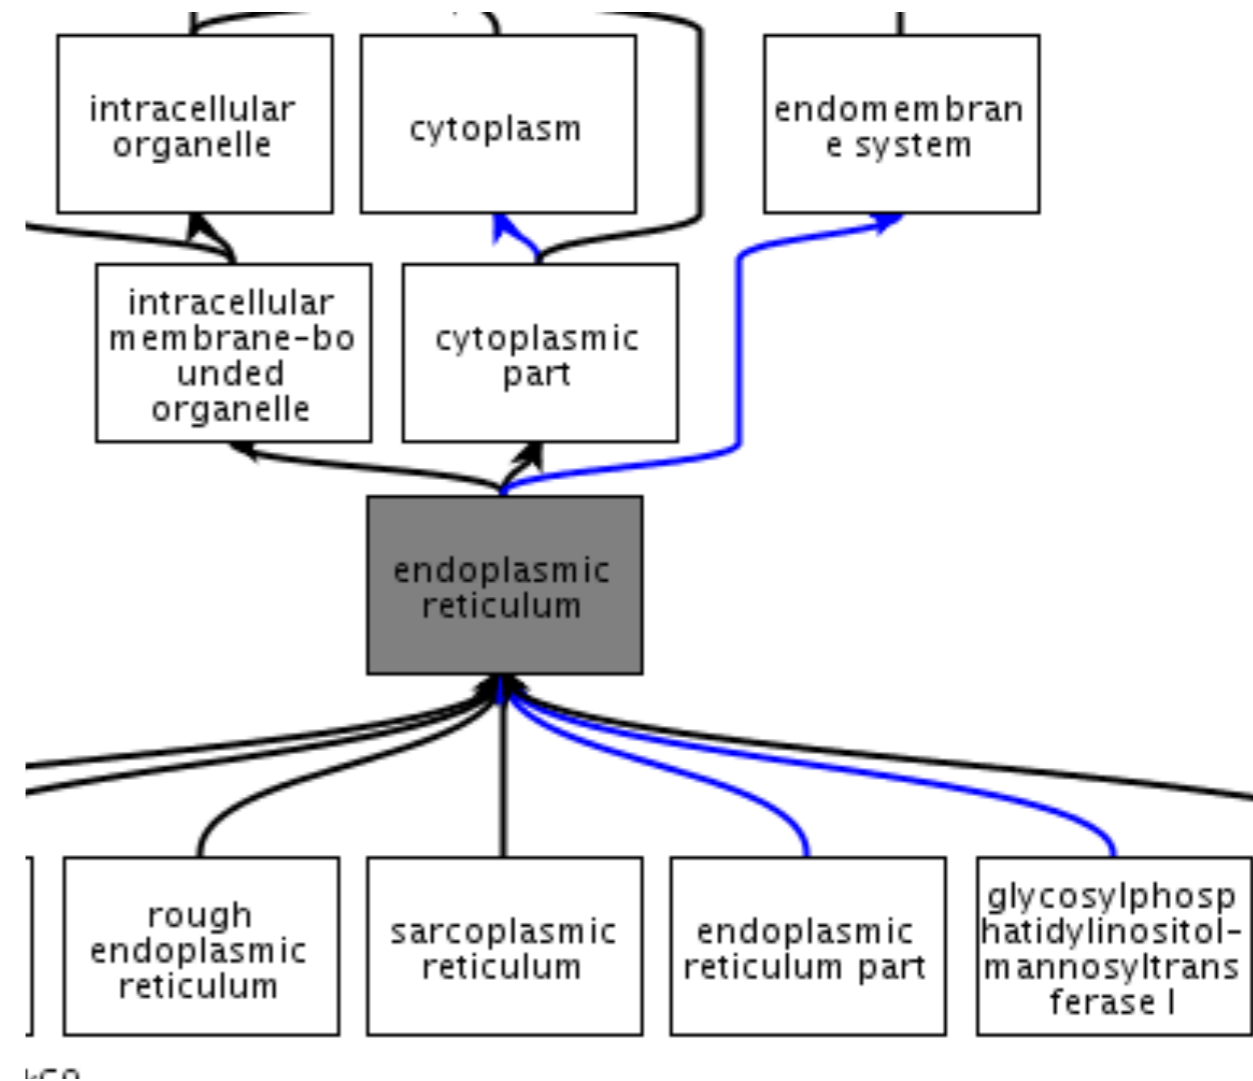 intracellular
organelle
cytoplasm
endomembran
e system
intracellular
membrane-bo
unded
organelle
cytoplasmic
part
endoplasmic
reticulum
rough
endoplasmic
reticulum
sarcoplasmic
reticulum
endoplasmic
reticulum part
glycosylphosp
hatidylinositol-
mannosyltrans
ferase I